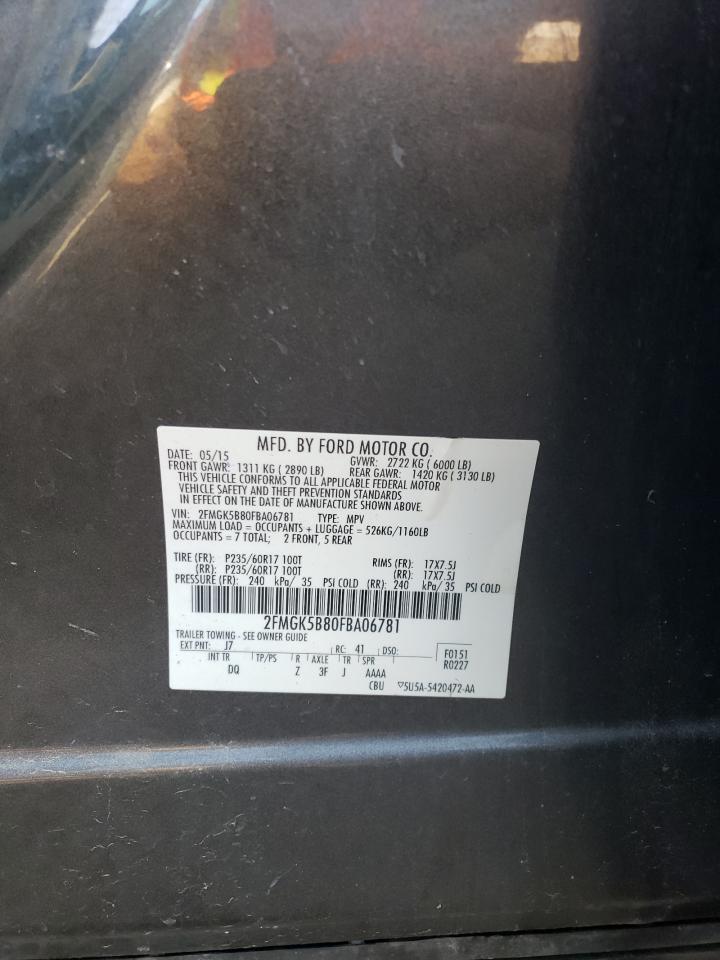 MFD. BY FORD MOTOR CO.
DATE: 05/15 GVWR: 2722 KG ( 6000 LB)
FRONT GAWR: 1311 KG ( 2890 LB) REAR GAWR: 1420 KG ( 3130 LB)
THIS VEHICLE CONFORMS TO ALL APPLICABLE FEDERAL MOTOR
VEHICLE SAFETY AND THEFT PREVENTION STANDARDS
IN EFFECT ON THE DATE OF MANUFACTURE SHOWN ABOVE.
VIN: 2FMGK5B80FBA06781 TYPE: MPV
MAXIMUM LOAD = OCCUPANTS + LUGGAGE = 526KG/1160LB
OCCUPANTS = 7 TOTAL; 2 FRONT, 5 REAR
TIRE (FR): P235/60R17 100T RIMS (FR): 17X7.5J
(RR): P235/60R17 100T (RR): 17X7.5J
PRESSURE (FR): 240 kPa/ 35 PSI COLD (RR): 240 kPa/ 35 PSI COLD
2FMGK5B80FBA06781
TRAILER TOWING - SEE OWNER GUIDE
EXT PNT: J7 RC: 41 DSO: F0151
R0227
INT TR TP/PS R AXLE TR SPR
DQ Z 3F J AAAA
CBU ▽5U5A-5420472-AA